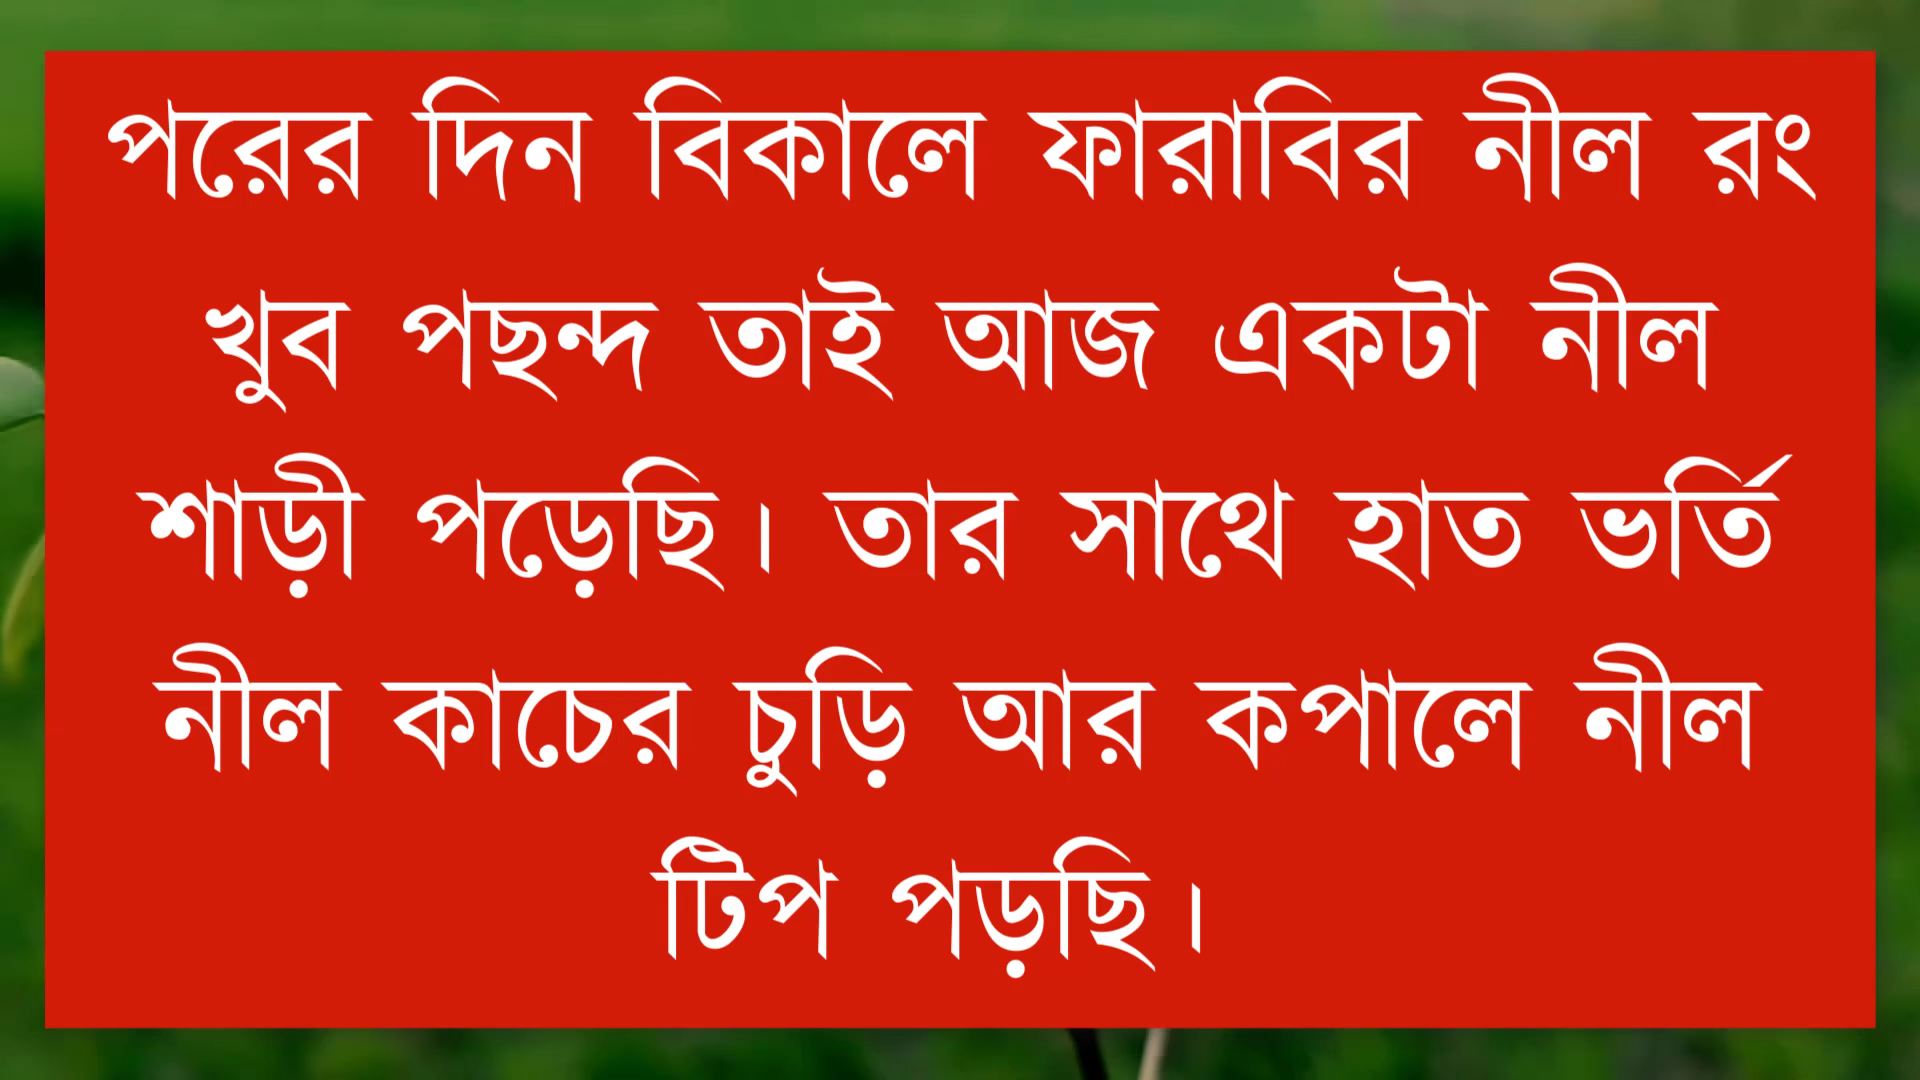 পরের দিন বিকালে ফারাবির নীল রং
খুব পছন্দ তাই আজ একটা নীল
শাড়ী পড়েছি। তার সাথে হাত ভর্তি
নীল কাচের চুড়ি আর কপালে নীল
টিপ পড়ছি।